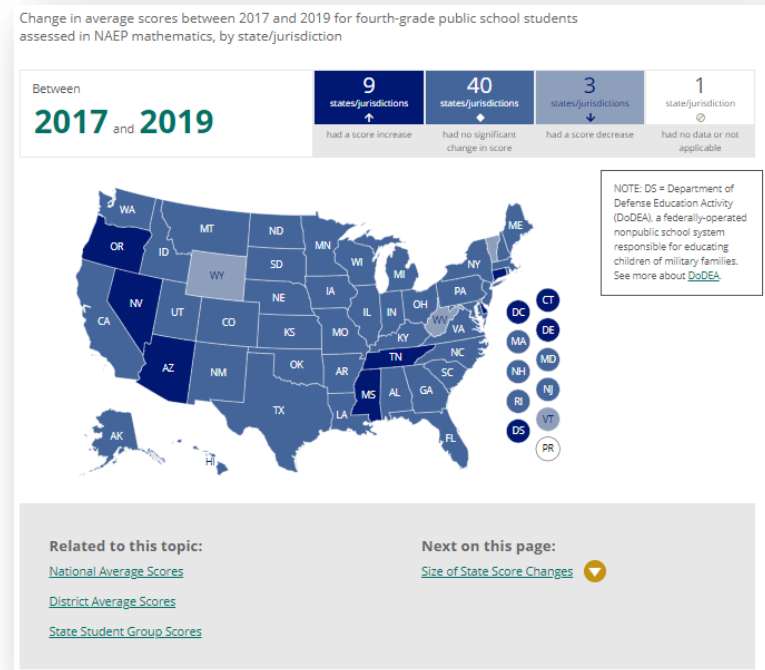 Change in average scores between 2017 and 2019 for fourth-grade public school students
assessed in NAEP mathematics, by state/jurisdiction
Between
2017 and 2019
9
states/jurisdictions
had a score increase
40
states/jurisdictions
had no significant
change in score
3
states/jurisdictions
had a score decrease
1
state/jurisdiction
had no data or not
applicable
NOTE: DS = Department of
Defense Education Activity
(DoDEA), a federally-operated
nonpublic school system
responsible for educating
children of military families.
See more about DoDEA.
WA
MT
ND
MN
ME
OR
ID
WY
SD
WI
MI
NY
NV
UT
NE
IA
IL
IN
OH
PA
CA
CO
KS
MO
KY
WV
VA
AZ
NM
OK
AR
TN
NC
SC
TX
LA
MS
AL
GA
FL
AK
HI
CT
DC
DE
MA
MD
NH
NJ
RI
VT
DS
PR
Related to this topic:
National Average Scores
District Average Scores
State Student Group Scores
Next on this page:
Size of State Score Changes